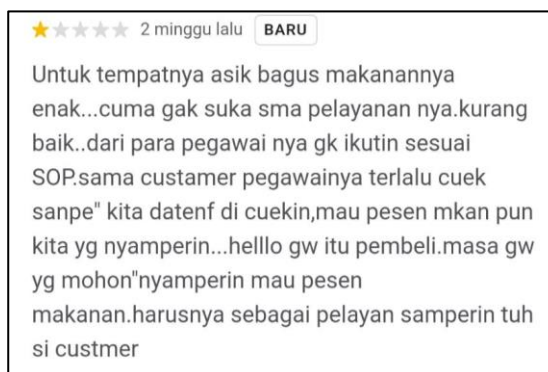 2 minggu lalu BARU
Untuk tempatnya asik bagus makanannya
enak...cuma gak suka sma pelayanan nya.kurang
baik..dari para pegawai nya gk ikutin sesuai
SOP.sama custamer pegawainya terlalu cuek
sanpe" kita datenf di cuekin,mau pesen mkan pun
kita yg nyamperin...helllo gw itu pembeli.masa gw
yg mohon"nyamperin mau pesen
makanan.harusnya sebagai pelayan samperin tuh
si custmer